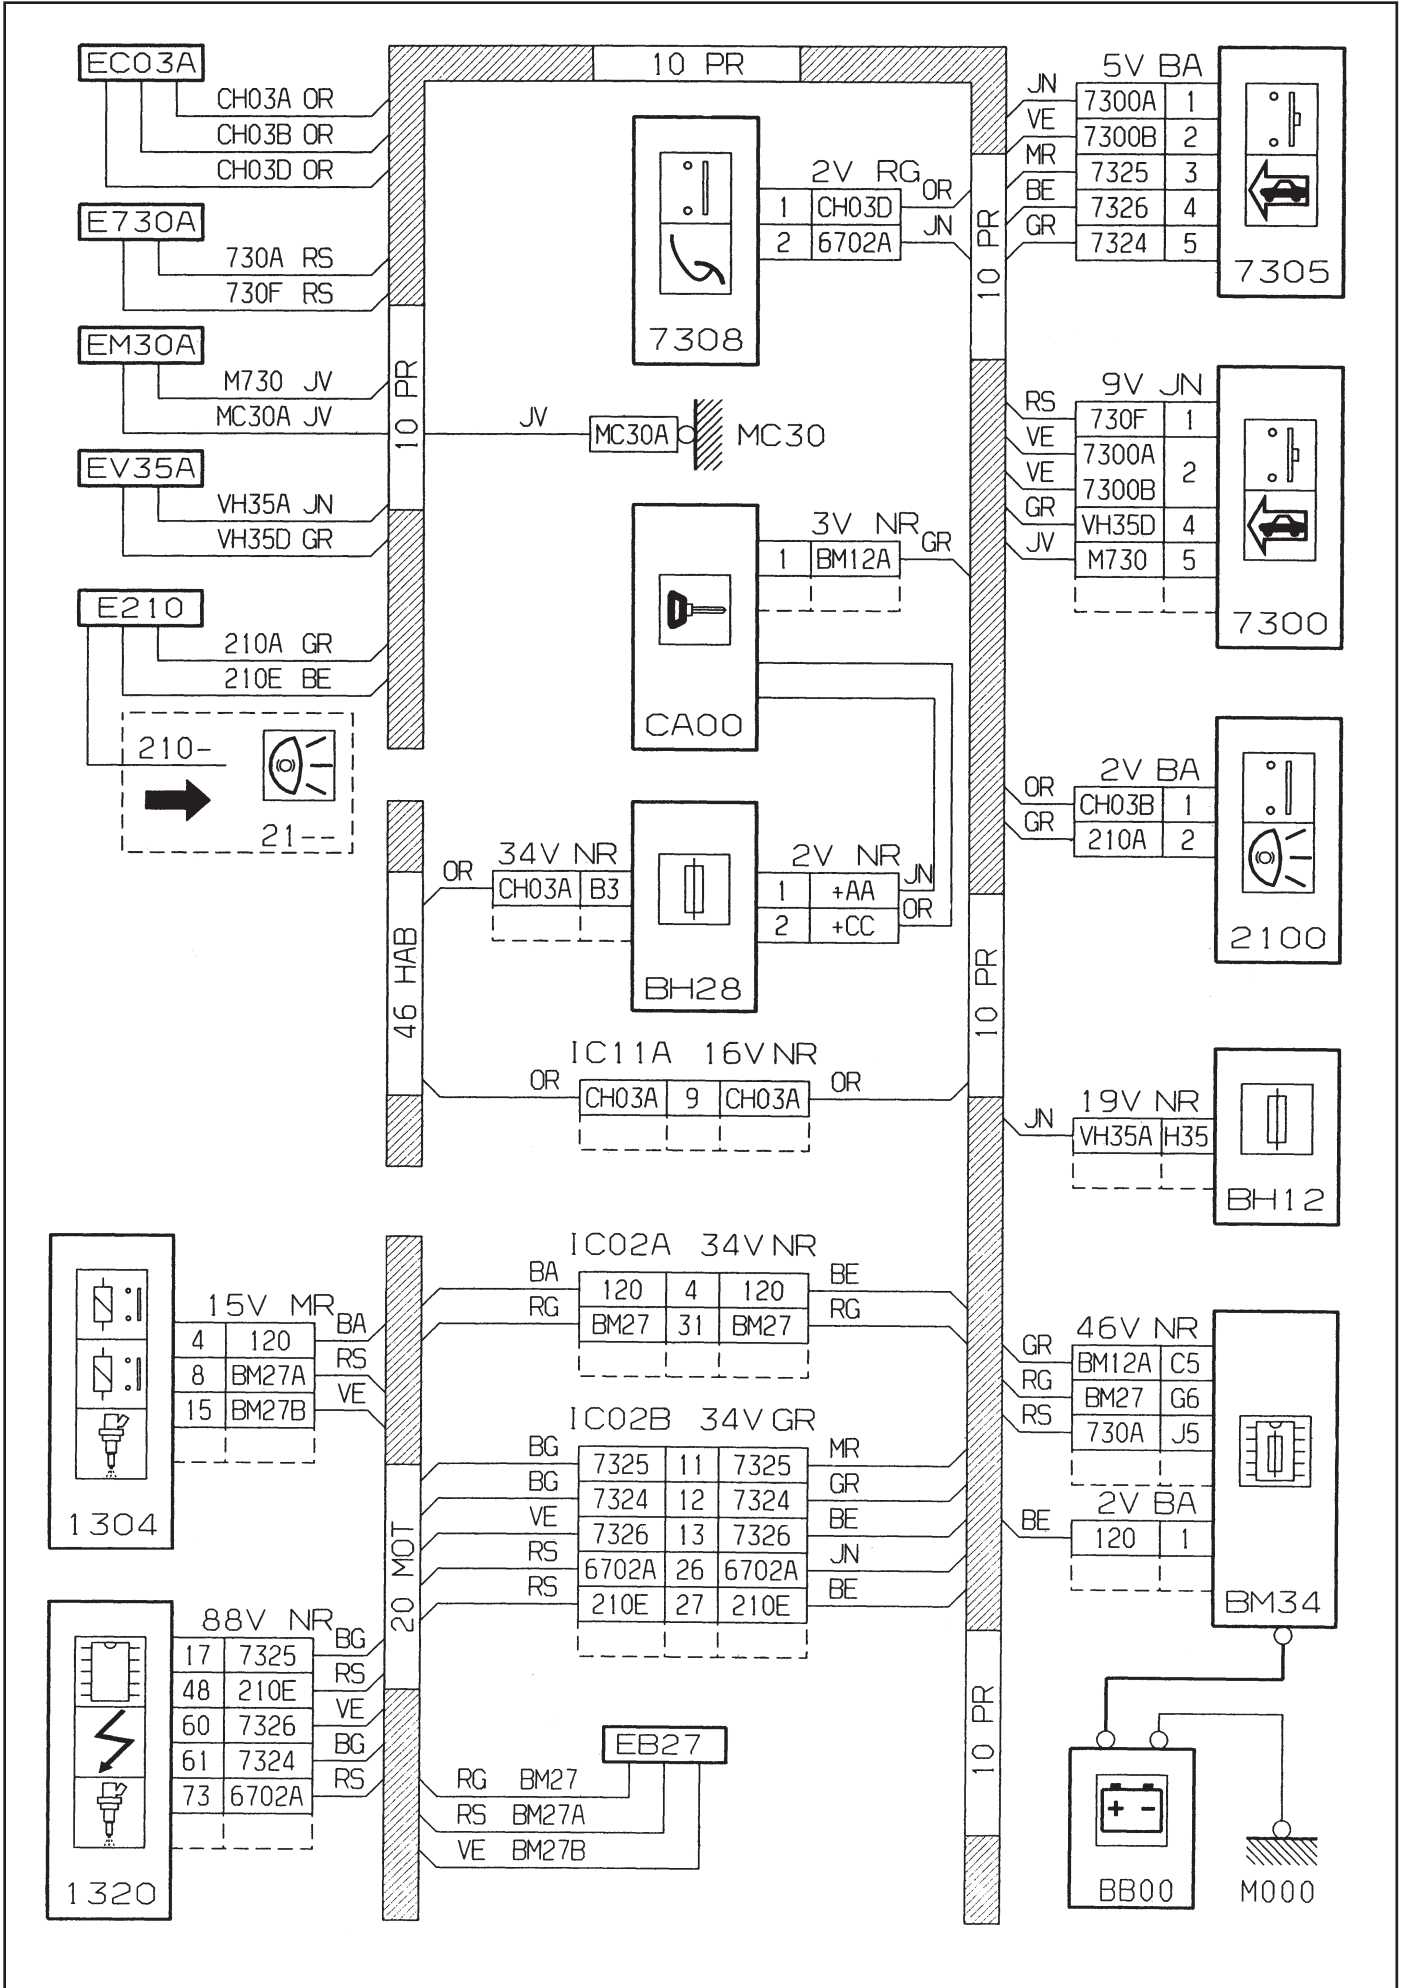 EC03A
CH03A OR
CH03B OR
CH03D OR
E730A
730A RS
730F RS
EM30A
M730 JV
MC30A JV
EV35A
VH35A JN
VH35D GR
E210
210A GR
210E BE
210-
21--
10 PR
10 PR
7308
2V RG
1 CH03D OR
2 6702A JN
JV MC30A MC30
CA00
3V NR
1 BM12A GR
46 HAB
34V NR
OR CH03A B3
BH28
2V NR
1 +AA JN
2 +CC OR
IC11A 16V NR
OR CH03A 9 CH03A OR
10 PR
10 PR
5V BA
JN 7300A 1
VE 7300B 2
MR 7325 3
BE 7326 4
GR 7324 5
7305
9V JN
RS 730F 1
VE 7300A 2
VE 7300B
GR VH35D 4
JV M730 5
7300
2V BA
OR CH03B 1
GR 210A 2
2100
19V NR
JN VH35A H35
BH12
1304
15V MR
4 120 BA
8 BM27A RS
15 BM27B VE
IC02A 34V NR
BA 120 4 120 BE
RG BM27 31 BM27 RG
IC02B 34V GR
BG 7325 11 7325 MR
BG 7324 12 7324 GR
VE 7326 13 7326 BE
RS 6702A 26 6702A JN
RS 210E 27 210E BE
20 MOT
46V NR
GR BM12A C5
RG BM27 G6
RS 730A J5
2V BA
BE 120 1
BM34
1320
88V NR
17 7325 BG
48 210E RS
60 7326 VE
61 7324 BG
73 6702A RS
EB27
RG BM27
RS BM27A
VE BM27B
10 PR
+ -
BB00
M000